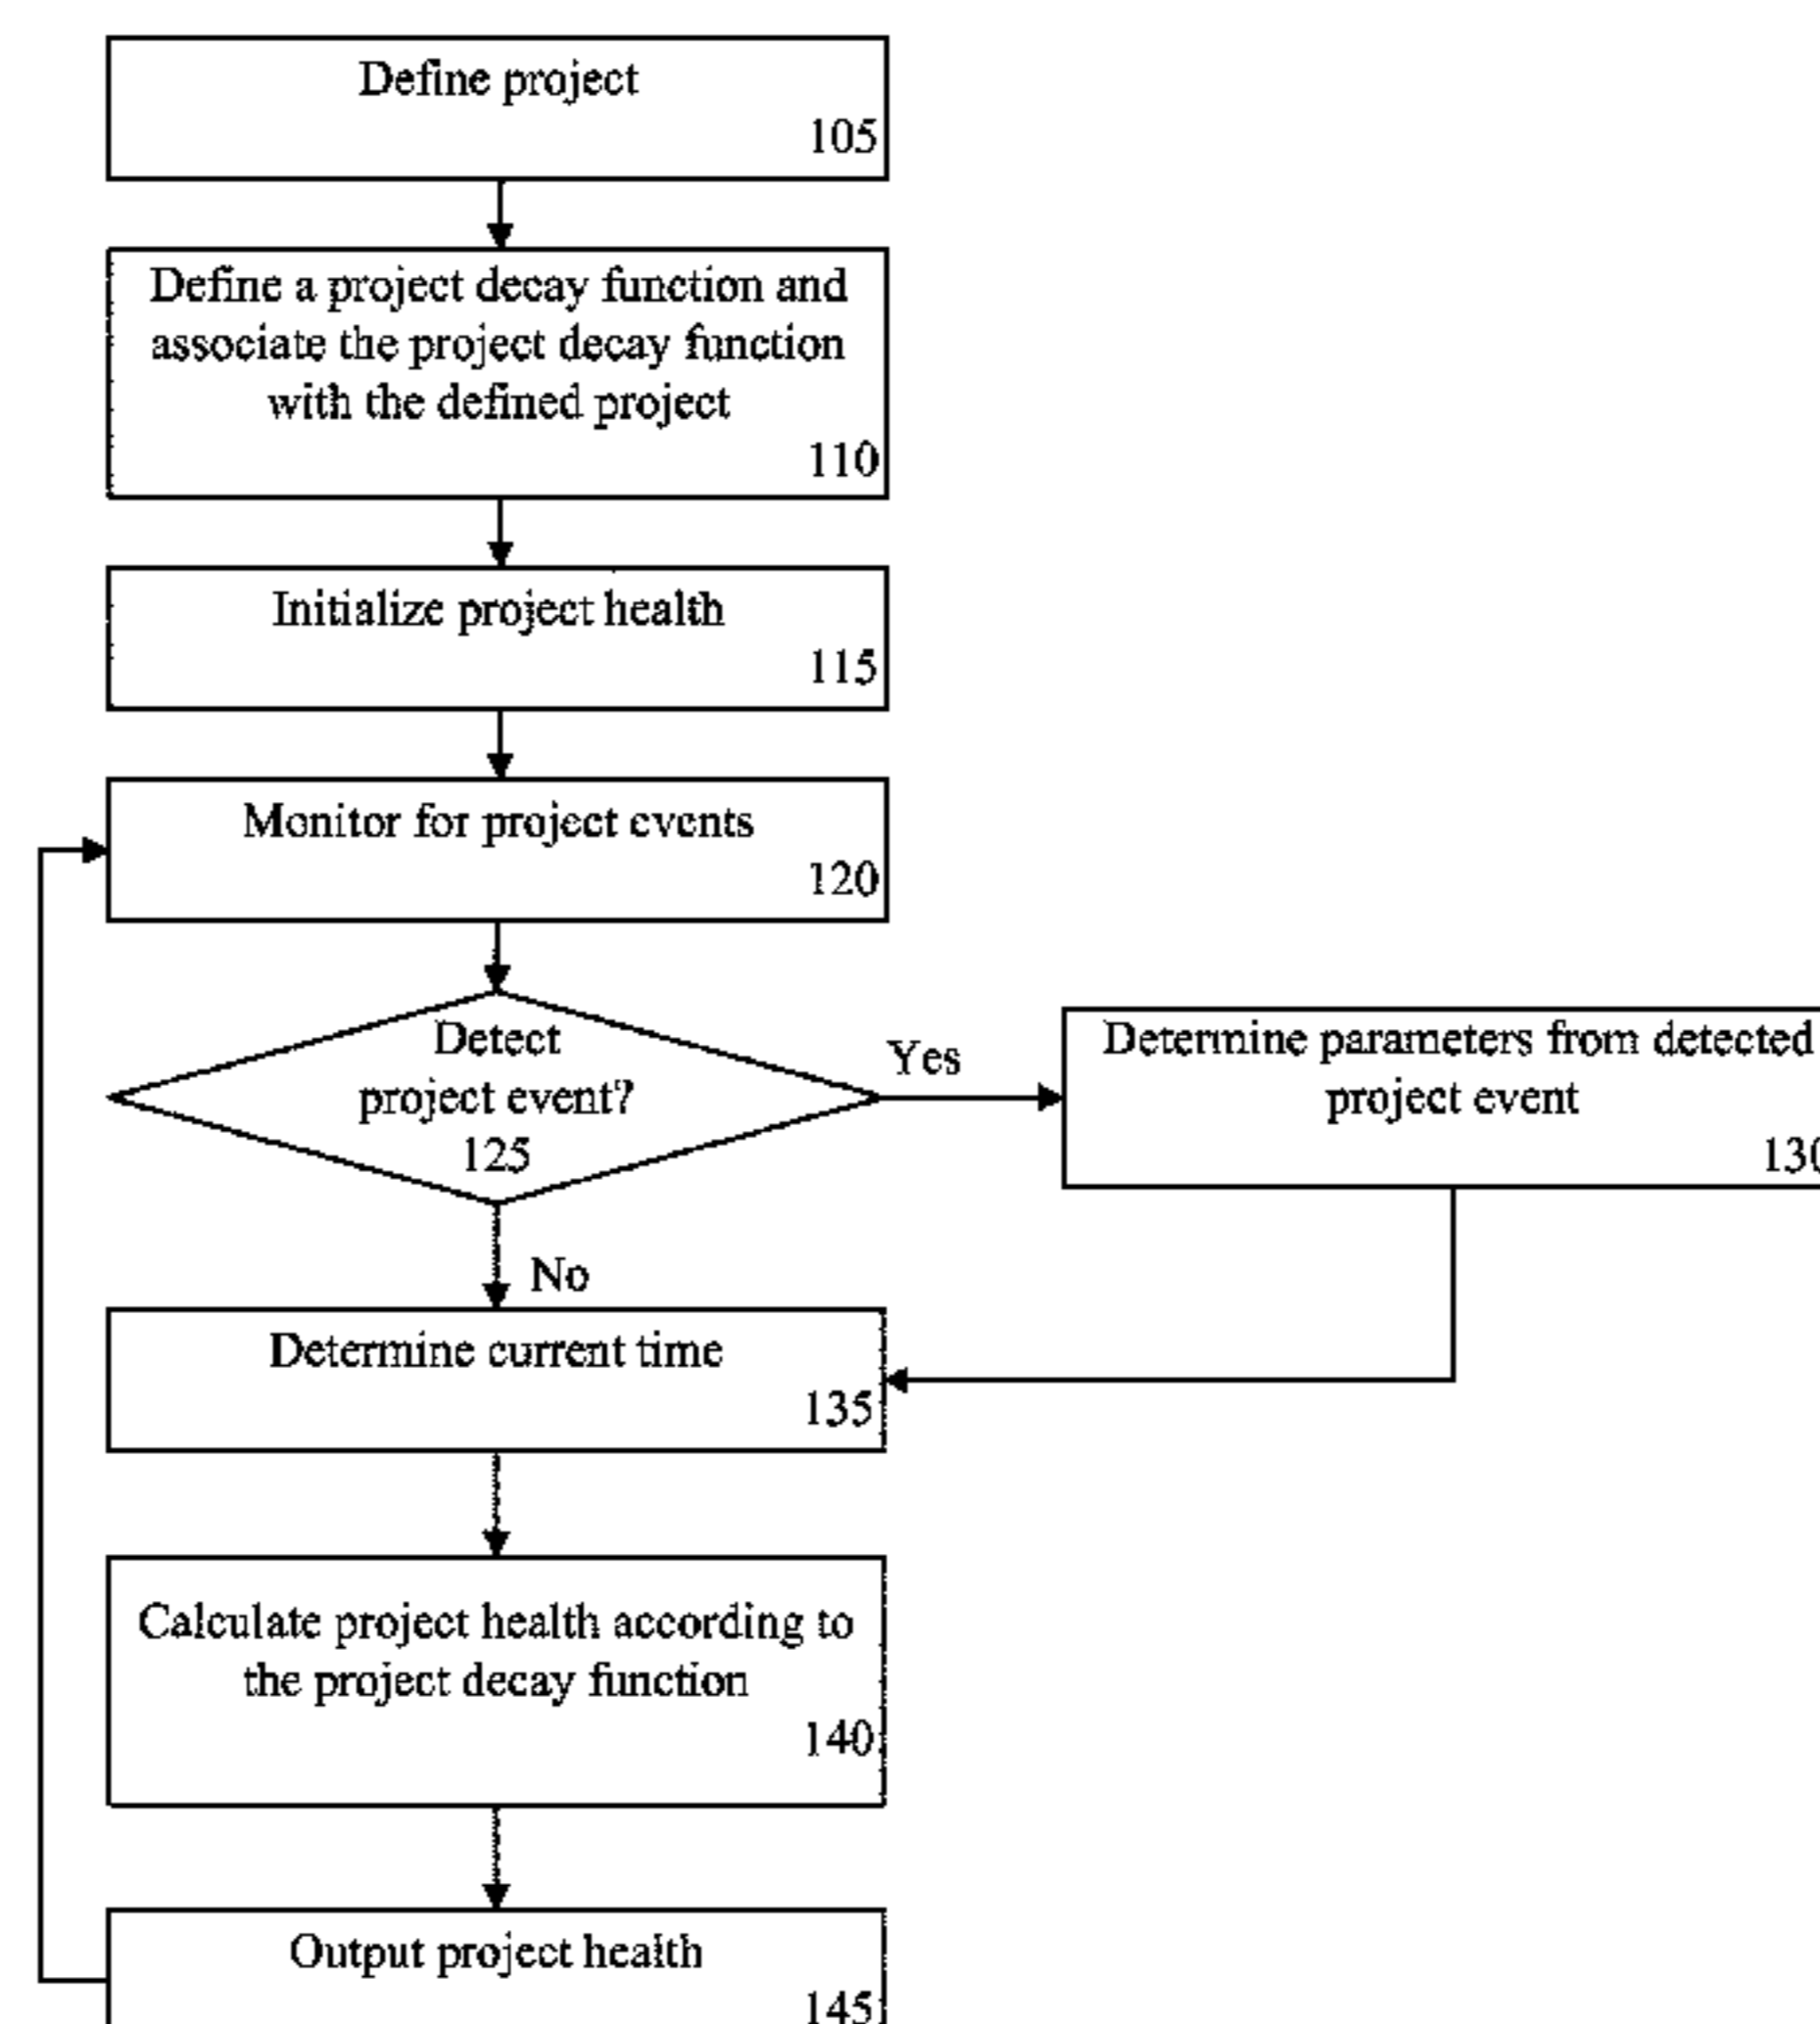 Define project
105
Define a project decay function and
associate the project decay function
with the defined project
110
Initialize project health
115
Monitor for project events
120
Detect
project event?
125
Yes
Determine parameters from detected
project event
130
No
Determine current time
135
Calculate project health according to
the project decay function
140
Output project health
145